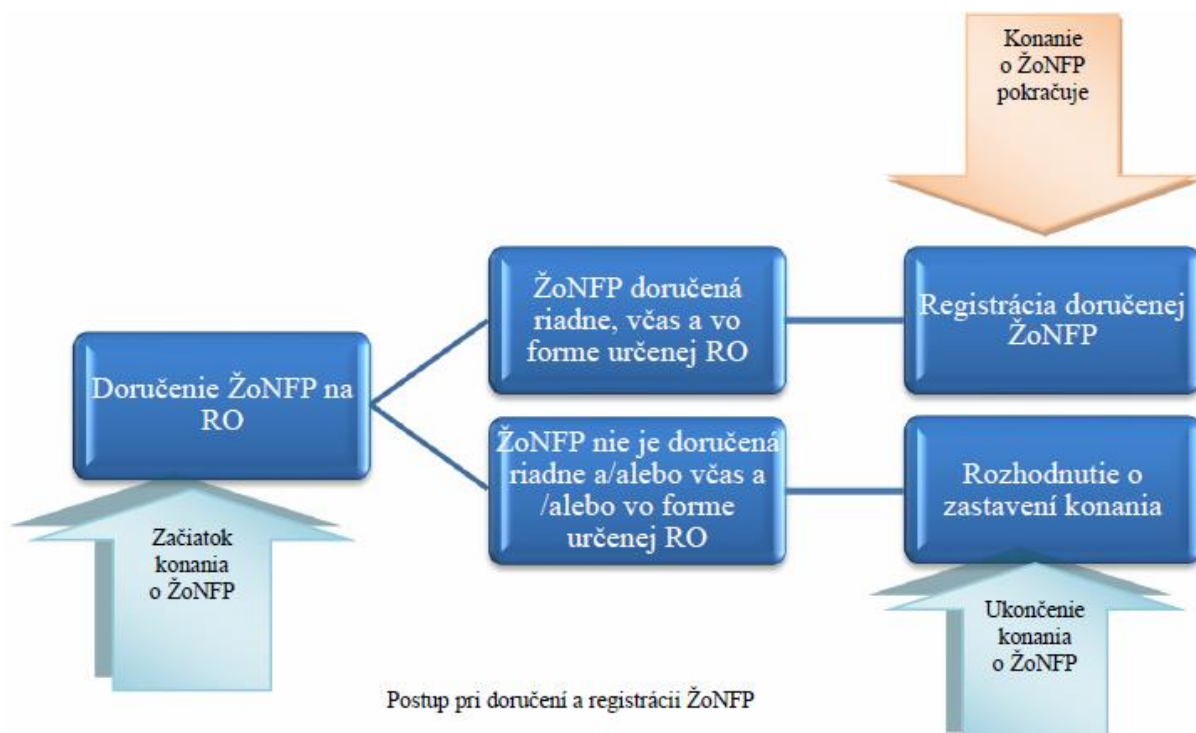 Konanie
o ŽoNFP
pokračuje
ŽoNFP doručená
riadne, včas a vo
forme určenej RO
Registrácia doručenej
ŽoNFP
Doručenie ŽoNFP na
RO
ŽoNFP nie je doručená
riadne a/alebo včas a
/alebo vo forme
určenej RO
Rozhodnutie o
zastavení konania
Začiatok
konania
o ŽoNFP
Ukončenie
konania
o ŽoNFP
Postup pri doručení a registrácii ŽoNFP